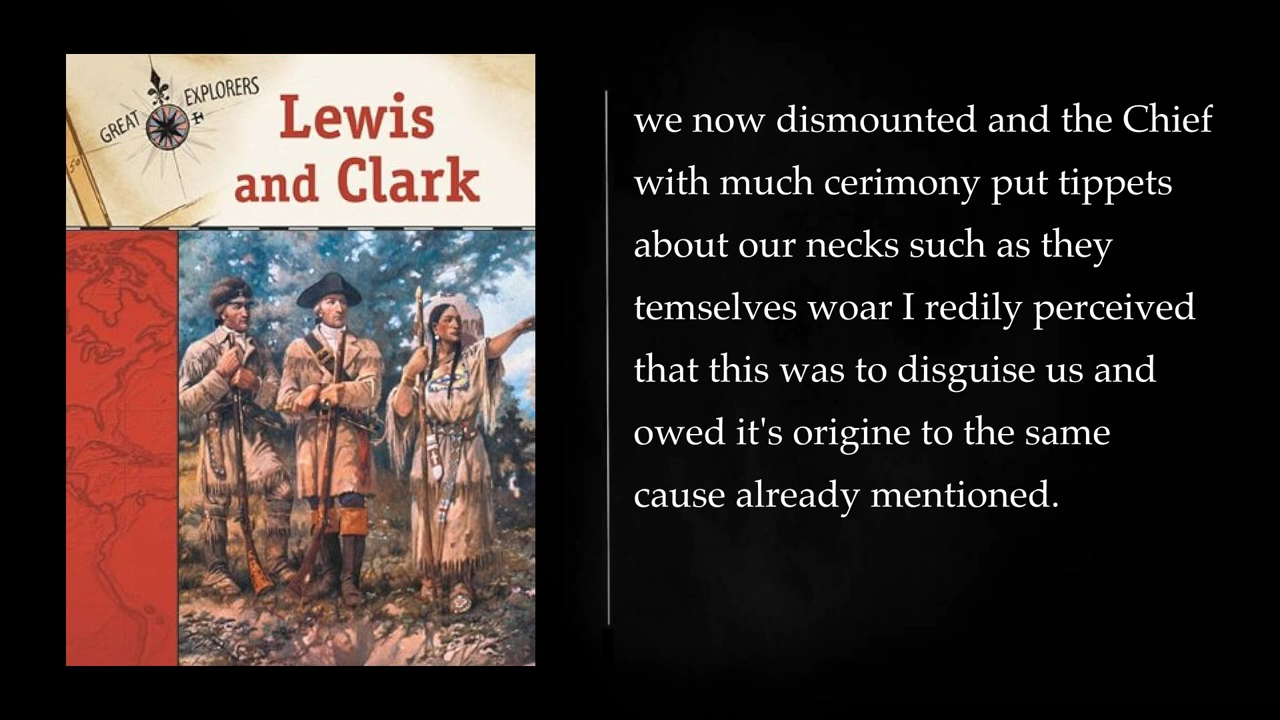 GREAT EXPLORERS
Lewis
and Clark
50
we now dismounted and the Chief
with much cerimony put tippets
about our necks such as they
temselves woar I redily perceived
that this was to disguise us and
owed it's origine to the same
cause already mentioned.